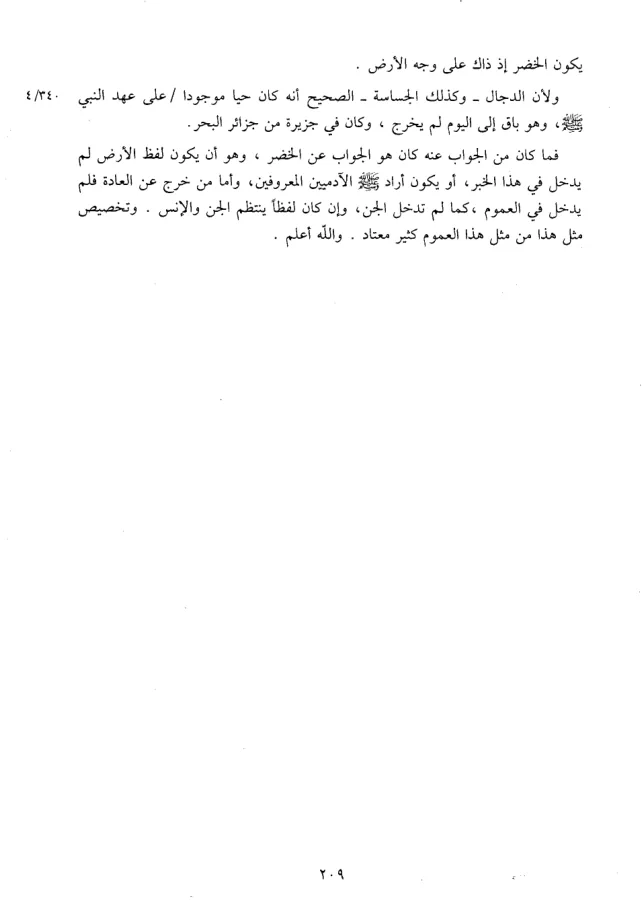 يكون الخضر إذ ذاك على وجه الأرض .
ولأن الدجال ـ وكذلك الجساسة ـ الصحيح أنه كان حيا موجودا / على عهد النبي ٤/٣٤٠
ﷺ، وهو باق إلى اليوم لم يخرج ، وكان في جزيرة من جزائر البحر.
فما كان من الجواب عنه كان هو الجواب عن الخضر ، وهو أن يكون لفظ الأرض لم
يدخل في هذا الخبر، أو يكون أراد ﷺ الآدميين المعروفين، وأما من خرج عن العادة فلم
يدخل في العموم ،كما لم تدخل الجن، وإن كان لفظاً ينتظم الجن والإنس . وتخصيص
مثل هذا من مثل هذا العموم كثير معتاد . والله أعلم .
٢٠٩